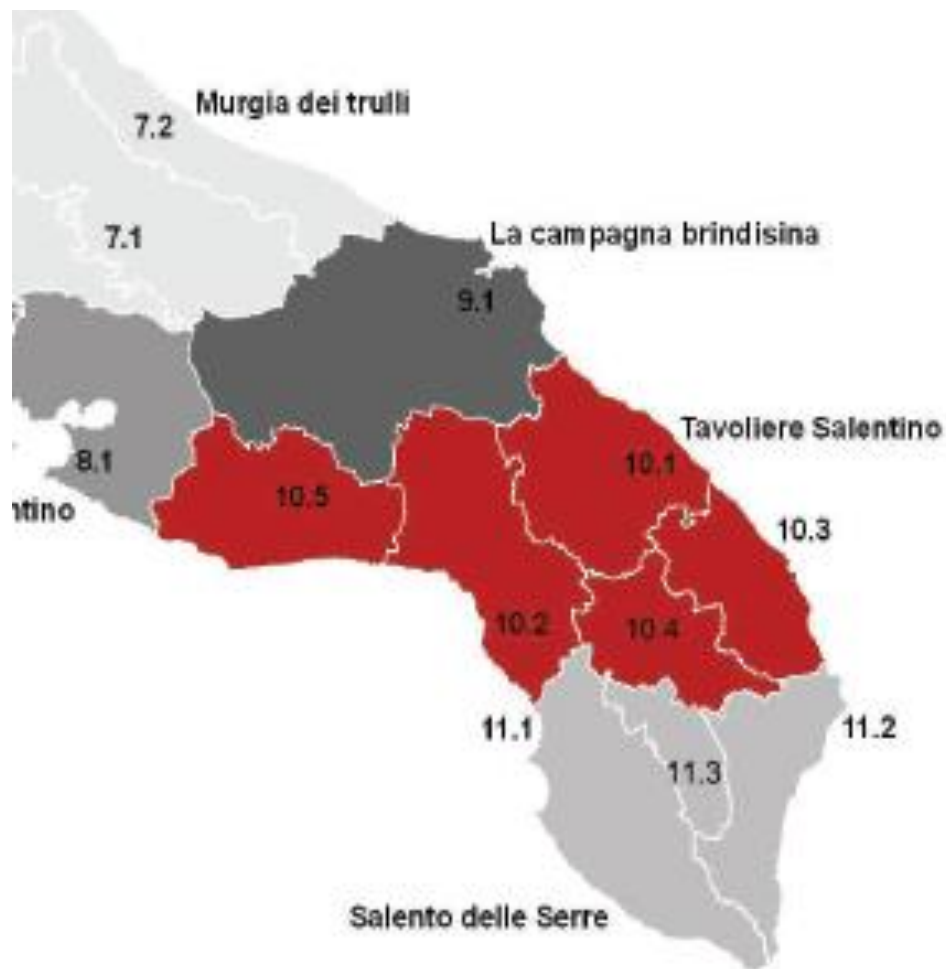 Murgia dei trulli
7.2
7.1
La campagna brindisina
9.1
Tavoliere Salentino
10.1
8.1
10.5
ntino
10.3
10.2
10.4
11.1
11.2
11.3
Salento delle Serre